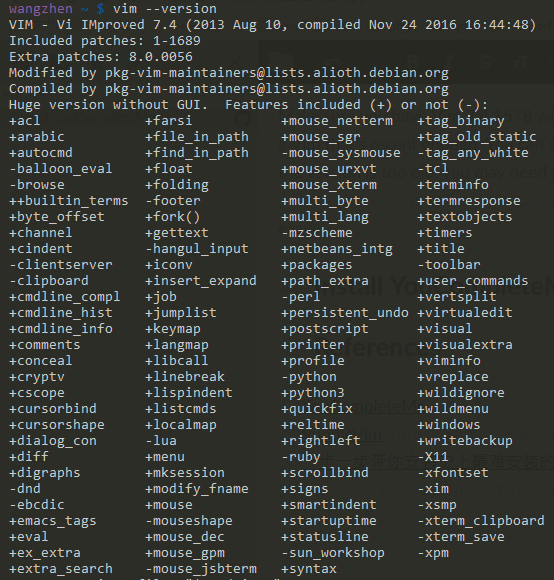 wangzhen ~ $ vim --version
VIM - Vi IMproved 7.4 (2013 Aug 10, compiled Nov 24 2016 16:44:48)
Included patches: 1-1689
Extra patches: 8.0.0056
Modified by pkg-vim-maintainers@lists.alioth.debian.org
Compiled by pkg-vim-maintainers@lists.alioth.debian.org
Huge version without GUI.  Features included (+) or not (-):
+acl +farsi +mouse_netterm +tag_binary
+arabic +file_in_path +mouse_sgr +tag_old_static
+autocmd +find_in_path -mouse_sysmouse -tag_any_white
-balloon_eval +float +mouse_urxvt -tcl
-browse +folding +mouse_xterm +terminfo
++builtin_terms -footer +multi_byte +termresponse
+byte_offset +fork() +multi_lang +textobjects
+channel +gettext -mzscheme +timers
+cindent -hangul_input +netbeans_intg +title
-clientserver +iconv +packages -toolbar
-clipboard +insert_expand +path_extra +user_commands
+cmdline_compl +job -perl +vertsplit
+cmdline_hist +jumplist +persistent_undo +virtualedit
+cmdline_info +keymap +postscript +visual
+comments +langmap +printer +visualextra
+conceal +libcall +profile +viminfo
+cryptv +linebreak -python +vreplace
+cscope +lispindent +python3 +wildignore
+cursorbind +listcmds +quickfix +wildmenu
+cursorshape +localmap +reltime +windows
+dialog_con -lua +rightleft +writebackup
+diff +menu -ruby -X11
+digraphs +mksession +scrollbind -xfontset
-dnd +modify_fname +signs -xim
-ebcdic +mouse +smartindent -xsmp
+emacs_tags -mouseshape +startuptime -xterm_clipboard
+eval +mouse_dec +statusline -xterm_save
+ex_extra +mouse_gpm -sun_workshop -xpm
+extra_search -mouse_jsbterm +syntax